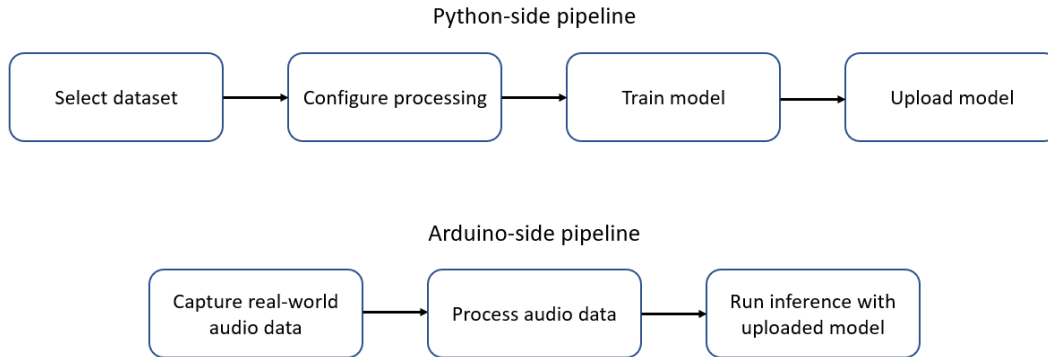 Python-side pipeline
Select dataset
Configure processing
Train model
Upload model
Arduino-side pipeline
Capture real-world
audio data
Process audio data
Run inference with
uploaded model